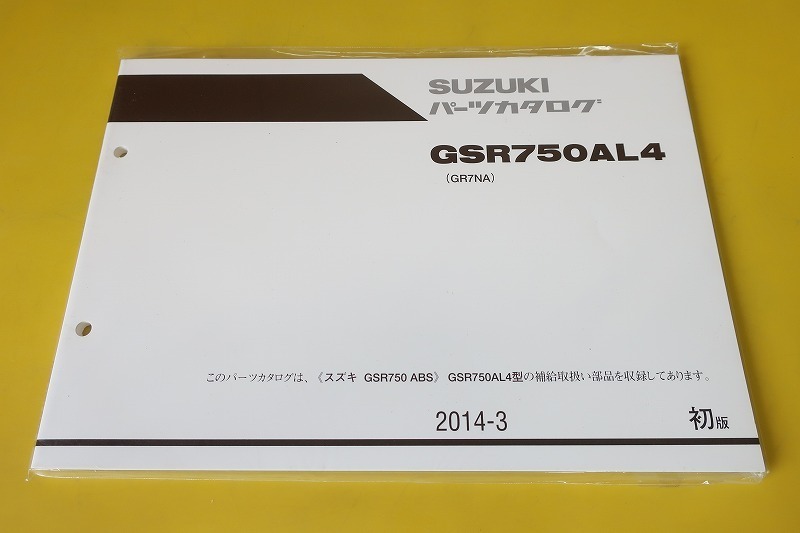 SUZUKI
パーツカタログ
GSR750AL4
(GR7NA)
このパーツカタログは、《スズキ GSR750 ABS》 GSR750AL4型の補給取扱い部品を収録してあります。
2014-3
初版